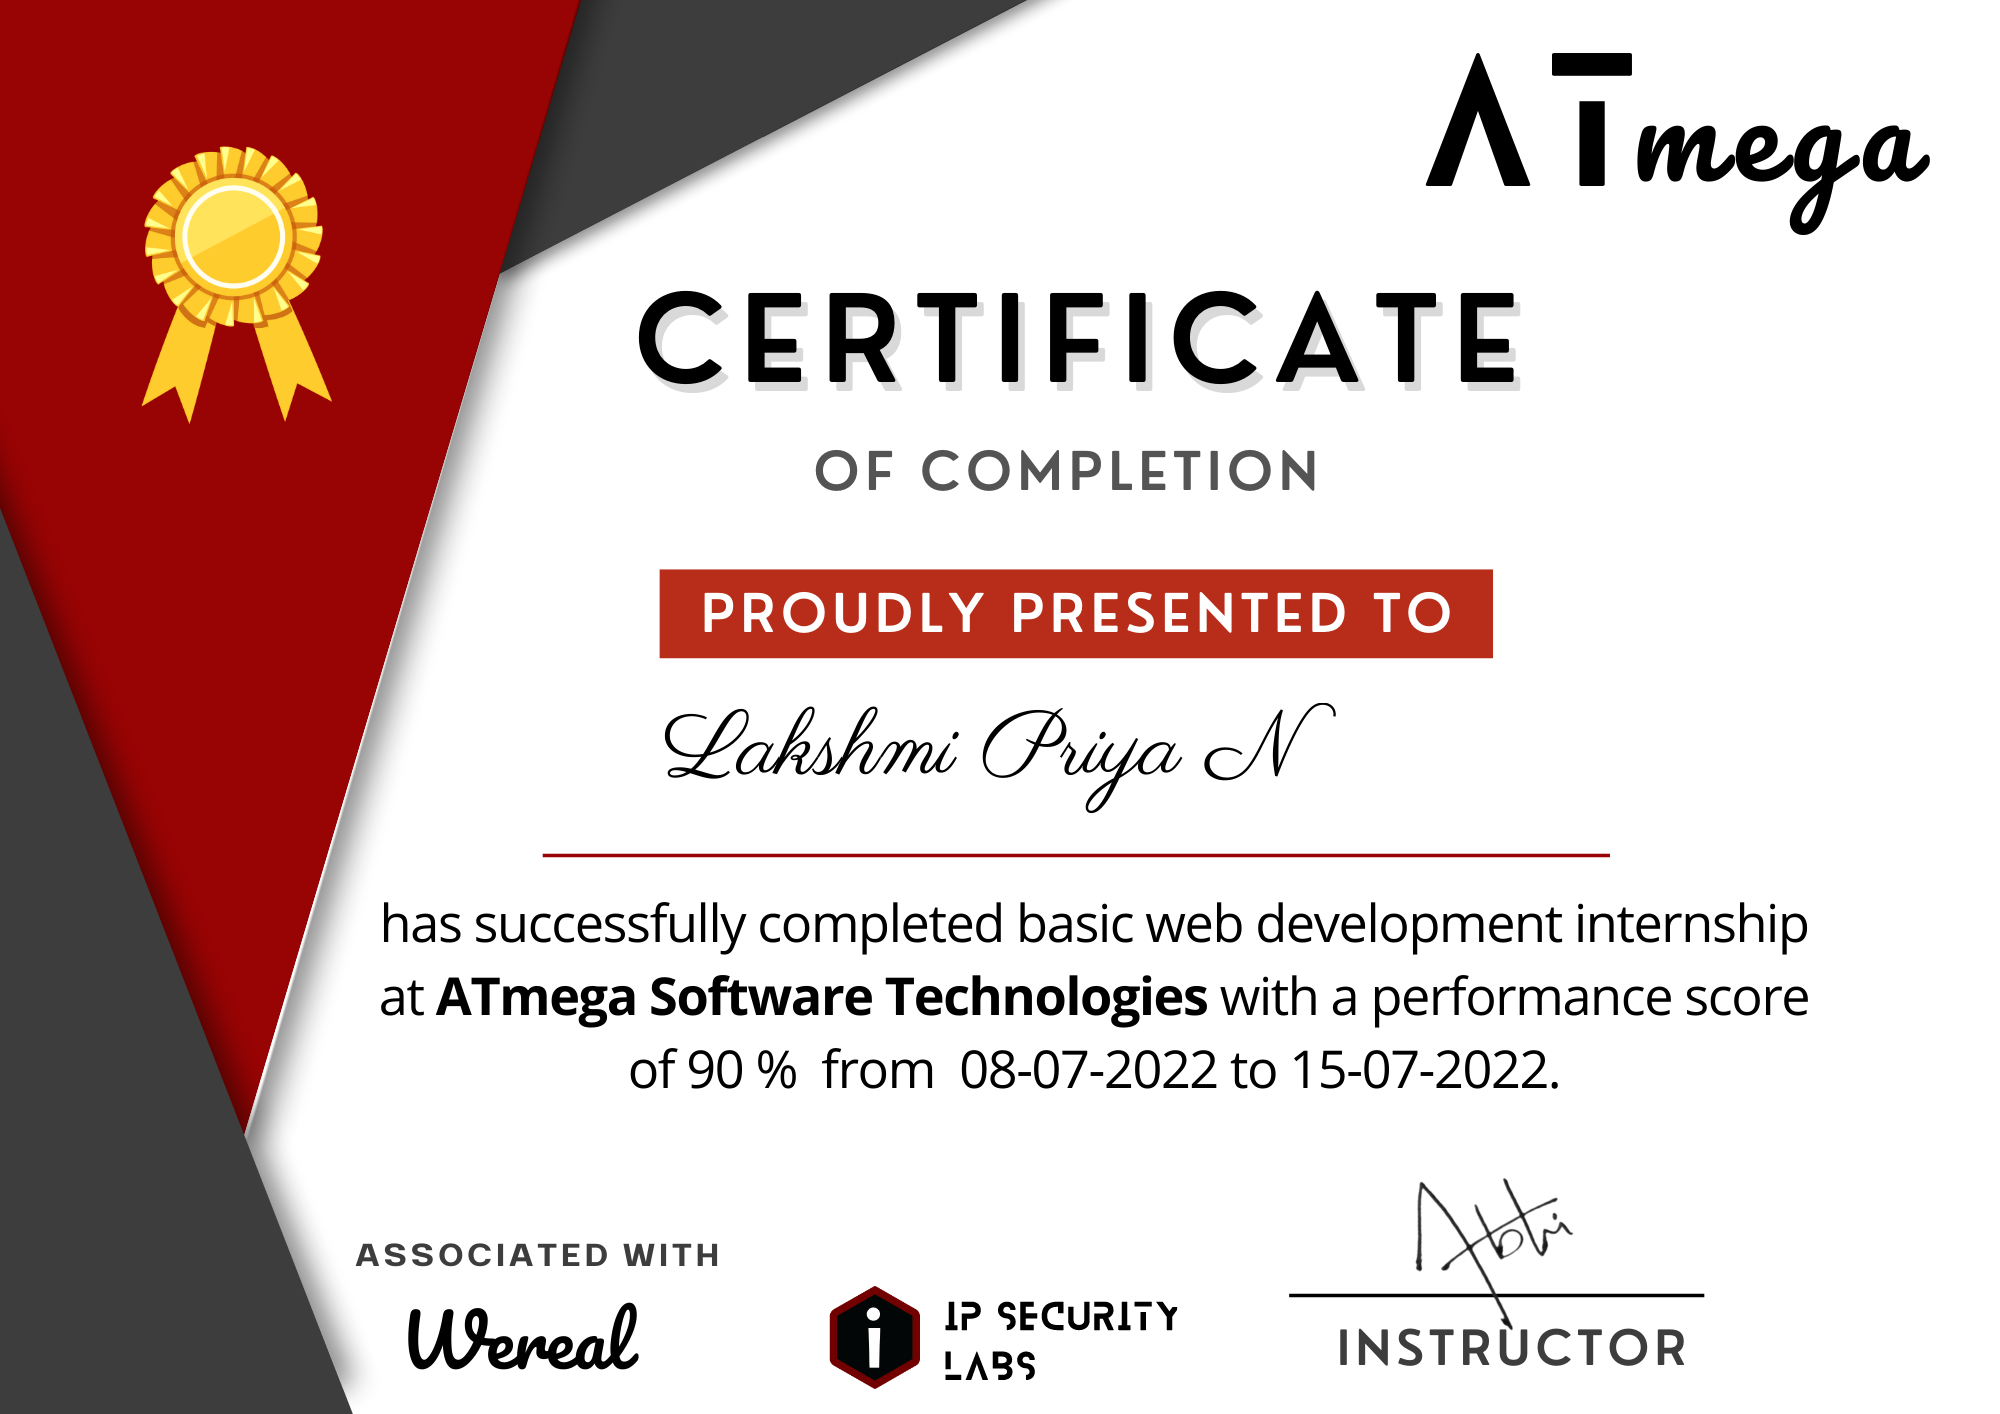 ATmega
CERTIFICATE
OF COMPLETION
PROUDLY PRESENTED TO
Lakshmi Priya N
has successfully completed basic web development internship
at ATmega Software Technologies with a performance score
of 90 % from 08-07-2022 to 15-07-2022.
Abhi
ASSOCIATED WITH
Wereal
i IP SECURITY
LABS
INSTRUCTOR